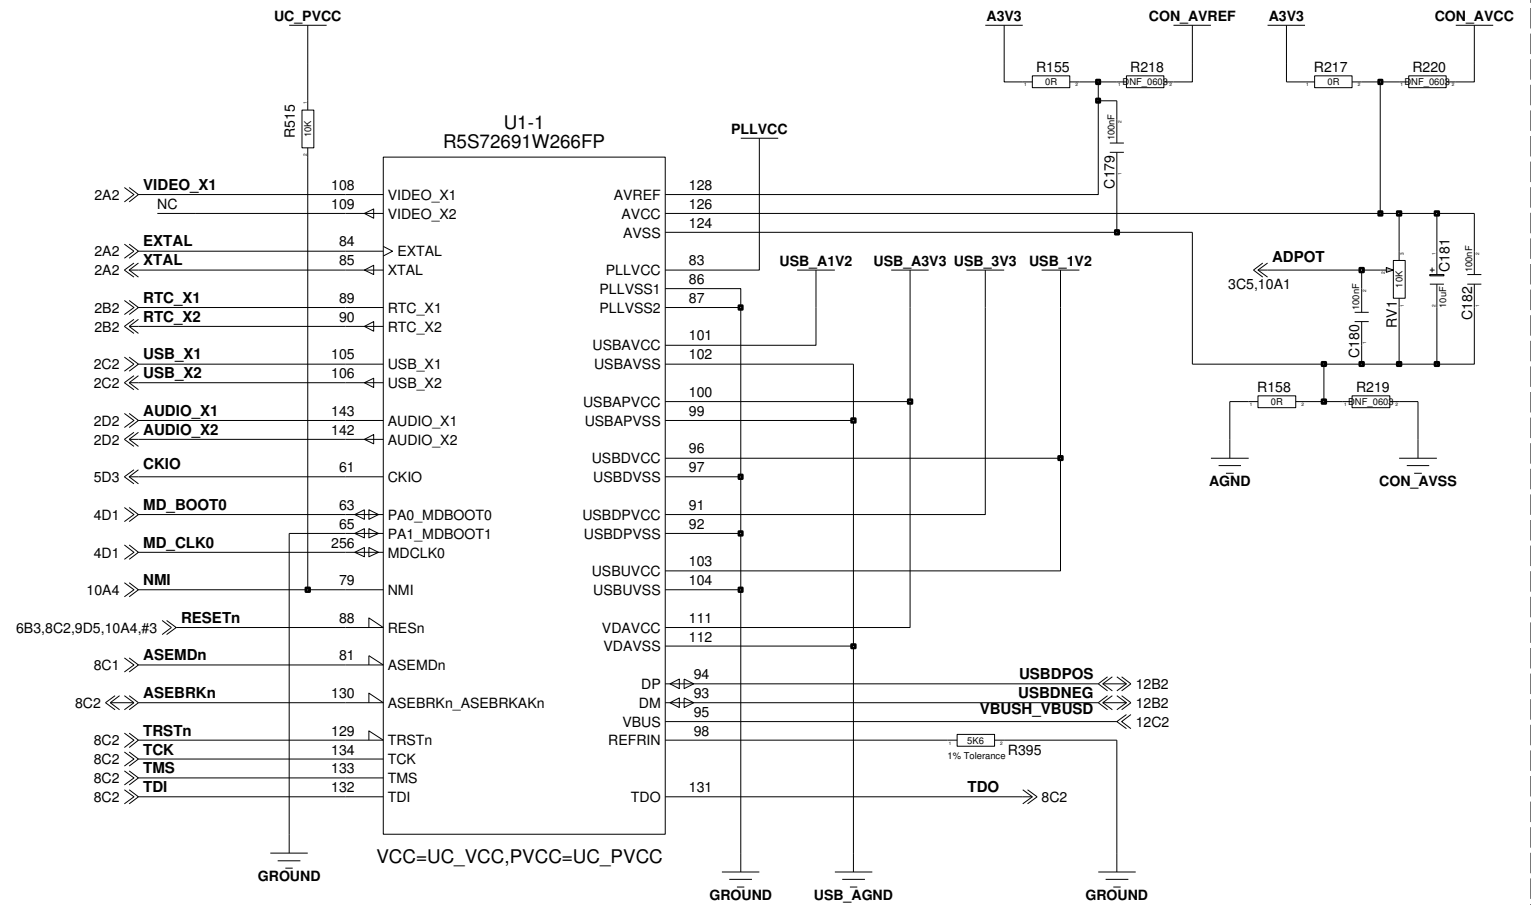 UC_PVCC
A3V3
CON_AVREF
A3V3
CON_AVCC
R155
0R
R218
DNF_0603
R217
0R
R220
DNF_0603
R515
10K
U1-1
R5S72691W266FP
PLLVCC
100nF
C179
2A2
VIDEO_X1
108
VIDEO_X1
NC
109
VIDEO_X2
2A2
EXTAL
84
EXTAL
2A2
XTAL
85
XTAL
2B2
RTC_X1
89
RTC_X1
2B2
RTC_X2
90
RTC_X2
2C2
USB_X1
105
USB_X1
2C2
USB_X2
106
USB_X2
2D2
AUDIO_X1
143
AUDIO_X1
2D2
AUDIO_X2
142
AUDIO_X2
5D3
CKIO
61
CKIO
4D1
MD_BOOT0
63
PA0_MDBOOT0
65
PA1_MDBOOT1
4D1
MD_CLK0
256
MDCLK0
10A4
NMI
79
NMI
6B3,8C2,9D5,10A4,#3
RESETn
88
RESn
8C1
ASEMDn
81
ASEMDn
8C2
ASEBRKn
130
ASEBRKn_ASEBRKAKn
8C2
TRSTn
129
TRSTn
8C2
TCK
134
TCK
8C2
TMS
133
TMS
8C2
TDI
132
TDI
AVREF
128
AVCC
126
AVSS
124
PLLVCC
83
PLLVSS1
86
PLLVSS2
87
USBAVCC
101
USBAVSS
102
USBAPVCC
100
USBAPVSS
99
USBDVCC
96
USBDVSS
97
USBDPVCC
91
USBDPVSS
92
USBUVCC
103
USBUVSS
104
VDAVCC
111
VDAVSS
112
DP
94
USBDPOS
12B2
DM
93
USBDNEG
12B2
VBUS
95
VBUSH_VBUSD
12C2
REFRIN
98
5K6
1% Tolerance
R395
TDO
131
TDO
8C2
USB_A1V2
USB_A3V3
USB_3V3
USB_1V2
ADPOT
3C5,10A1
100nF
C180
10K
RV1
C181
10uF
100nF
C182
R158
0R
R219
DNF_0603
AGND
CON_AVSS
VCC=UC_VCC,PVCC=UC_PVCC
GROUND
GROUND
USB_AGND
GROUND